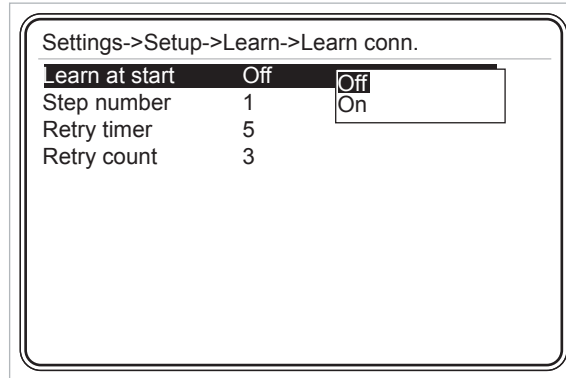 Settings->Setup->Learn->Learn conn.
Learn at start Off Off
Step number 1 On
Retry timer 5
Retry count 3